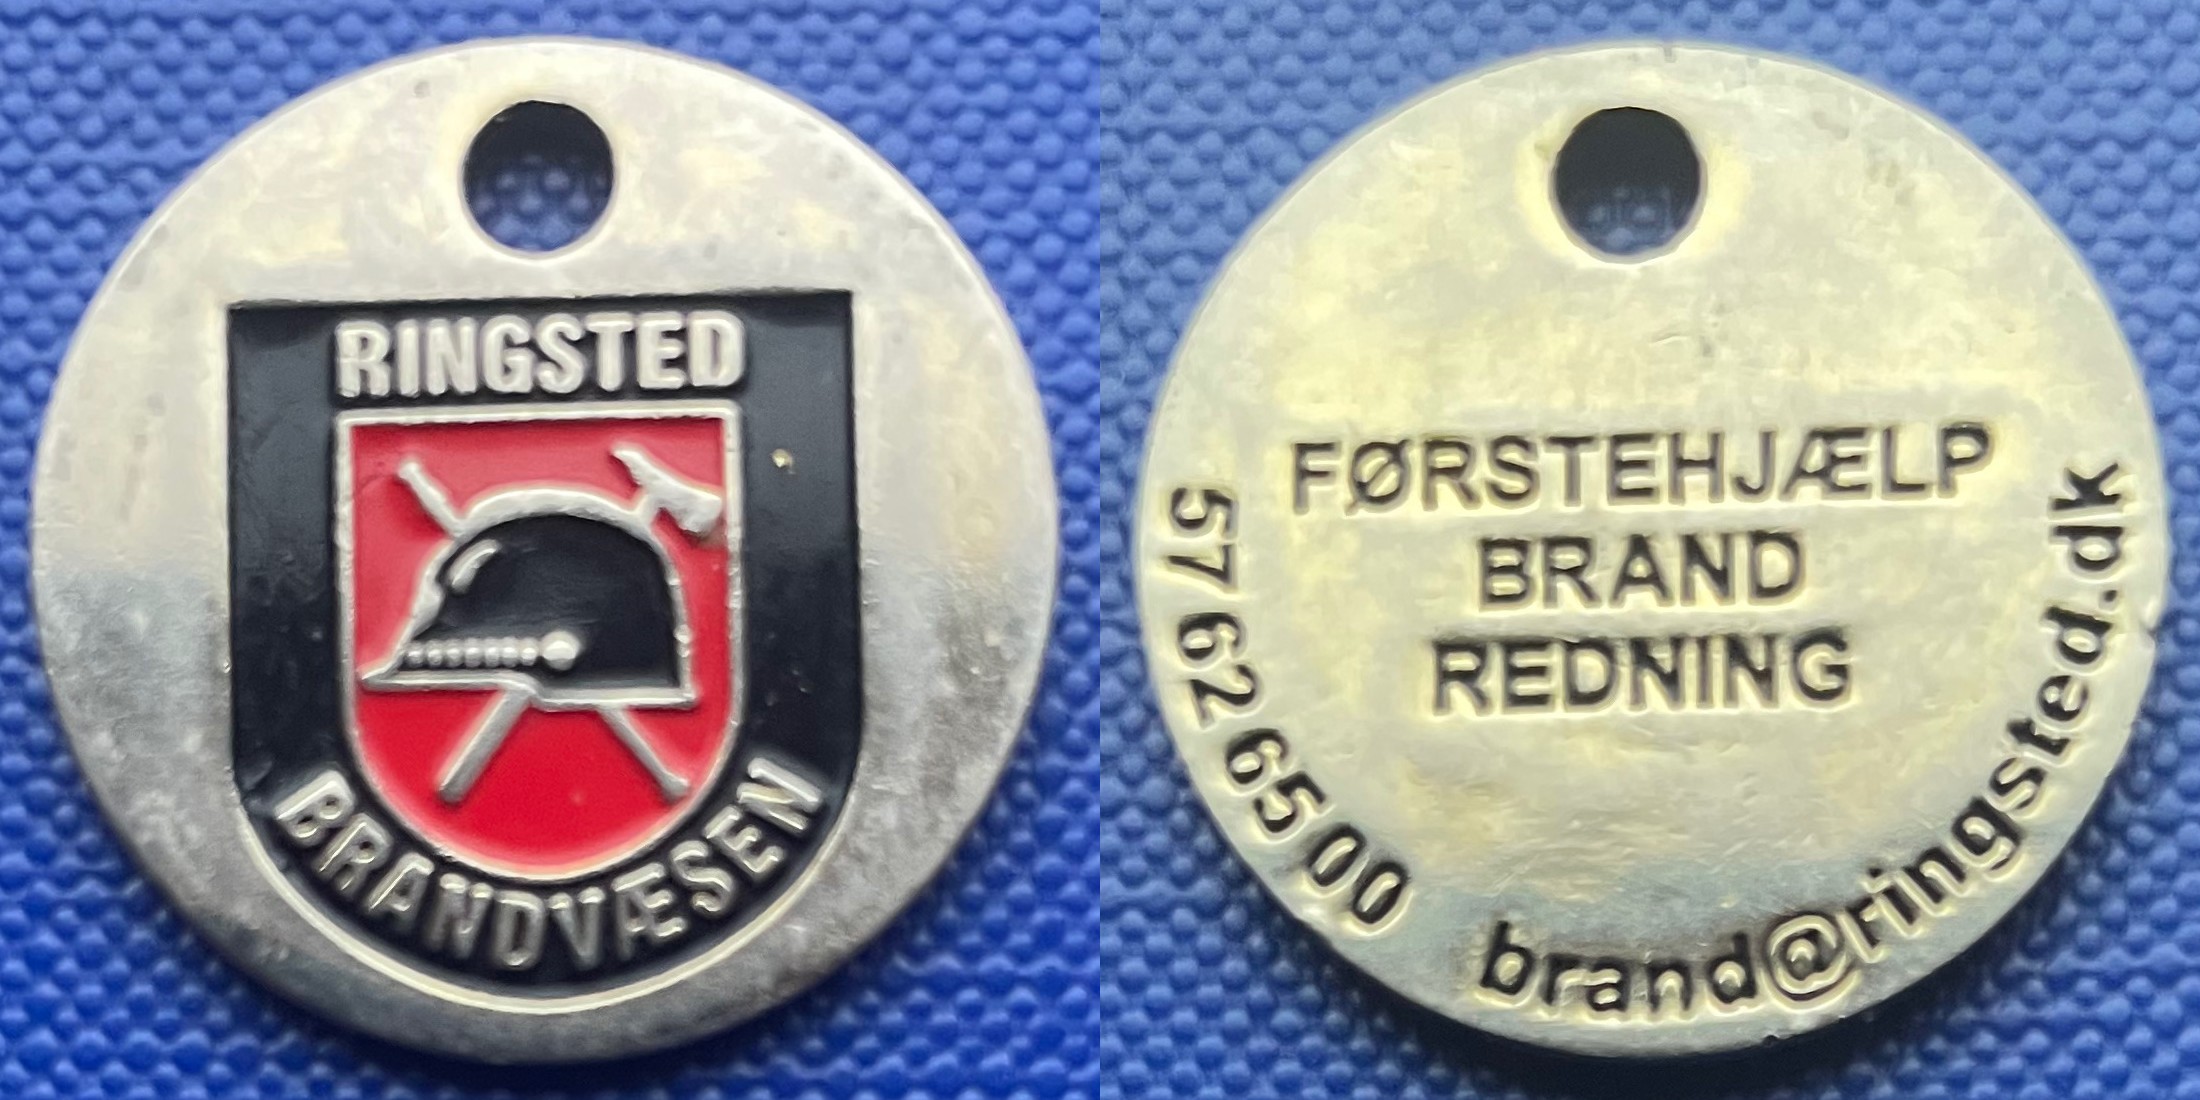 RINGSTED
BRANDVÆSEN
FØRSTEHJÆLP
BRAND
REDNING
57 62 65 00
brand@ringsted.dk